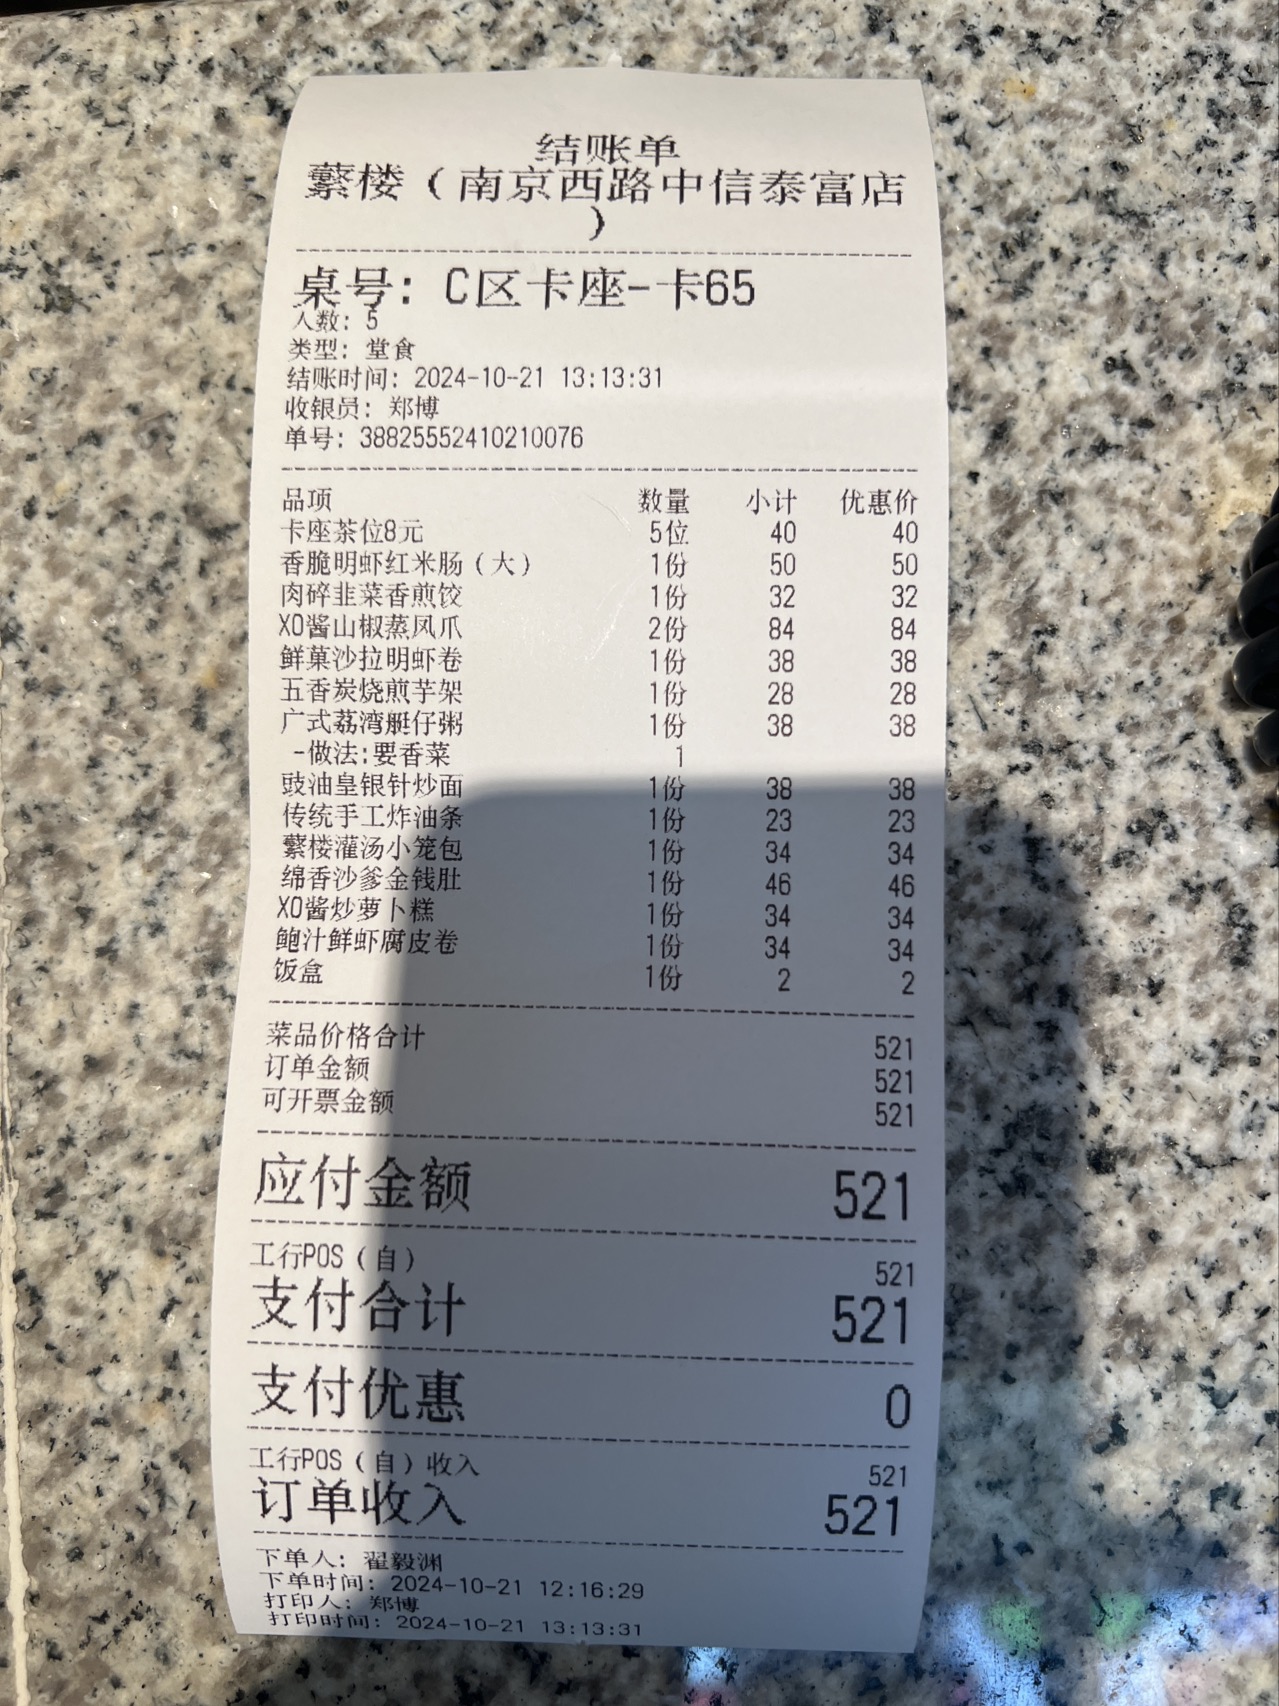 结账单
蘩楼（南京西路中信泰富店
）
桌号: C区卡座-卡65
人数: 5
类型: 堂食
结账时间: 2024-10-21 13:13:31
收银员: 郑博
单号: 38825552410210076
品项 数量 小计 优惠价
卡座茶位8元 5位 40 40
香脆明虾红米肠（大） 1份 50 50
肉碎韭菜香煎饺 1份 32 32
XO酱山椒蒸凤爪 2份 84 84
鲜菓沙拉明虾卷 1份 38 38
五香炭烧煎芋架 1份 28 28
广式荔湾艇仔粥 1份 38 38
-做法:要香菜 1
豉油皇银针炒面 1份 38 38
传统手工炸油条 1份 23 23
蘩楼灌汤小笼包 1份 34 34
绵香沙爹金钱肚 1份 46 46
XO酱炒萝卜糕 1份 34 34
鲍汁鲜虾腐皮卷 1份 34 34
饭盒 1份 2 2
菜品价格合计 521
订单金额 521
可开票金额 521
应付金额 521
工行POS（自） 521
支付合计 521
支付优惠 0
工行POS（自）收入 521
订单收入 521
下单人: 翟毅渊
下单时间: 2024-10-21 12:16:29
打印人: 郑博
打印时间: 2024-10-21 13:13:31